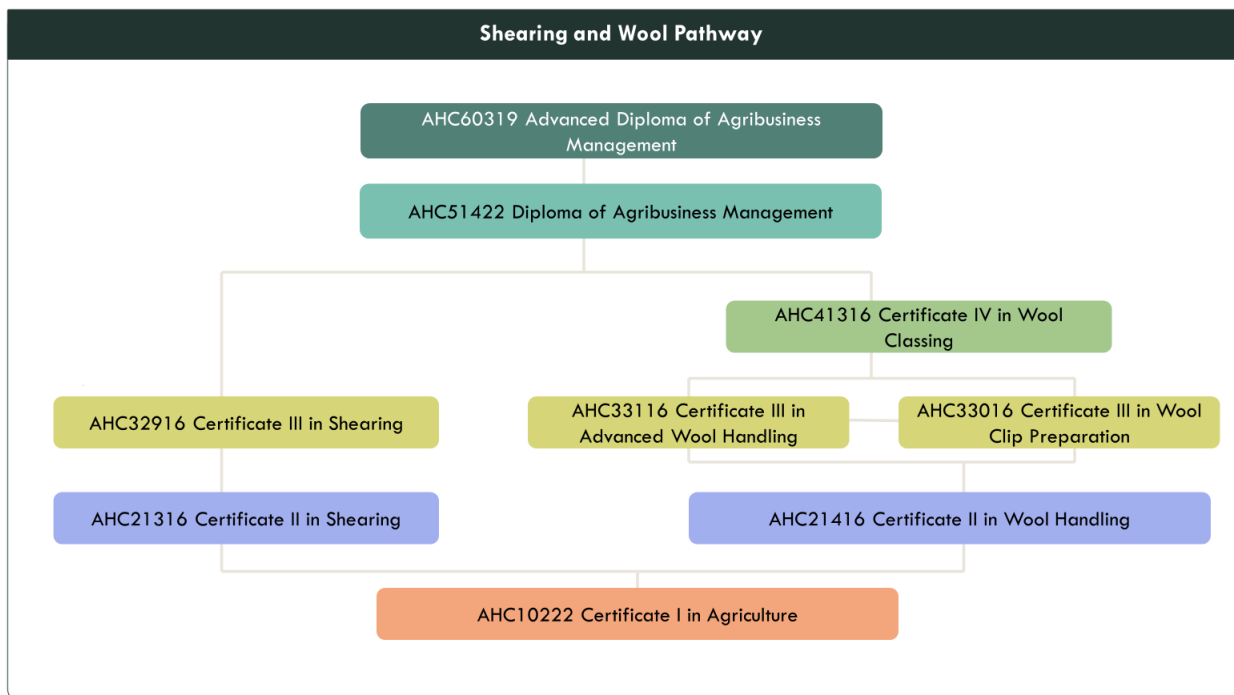 Shearing and Wool Pathway
AHC60319 Advanced Diploma of Agribusiness
Management
AHC51422 Diploma of Agribusiness Management
AHC41316 Certificate IV in Wool
Classing
AHC32916 Certificate III in Shearing
AHC33116 Certificate III in
Advanced Wool Handling
AHC33016 Certificate III in Wool
Clip Preparation
AHC21316 Certificate II in Shearing
AHC21416 Certificate II in Wool Handling
AHC10222 Certificate I in Agriculture